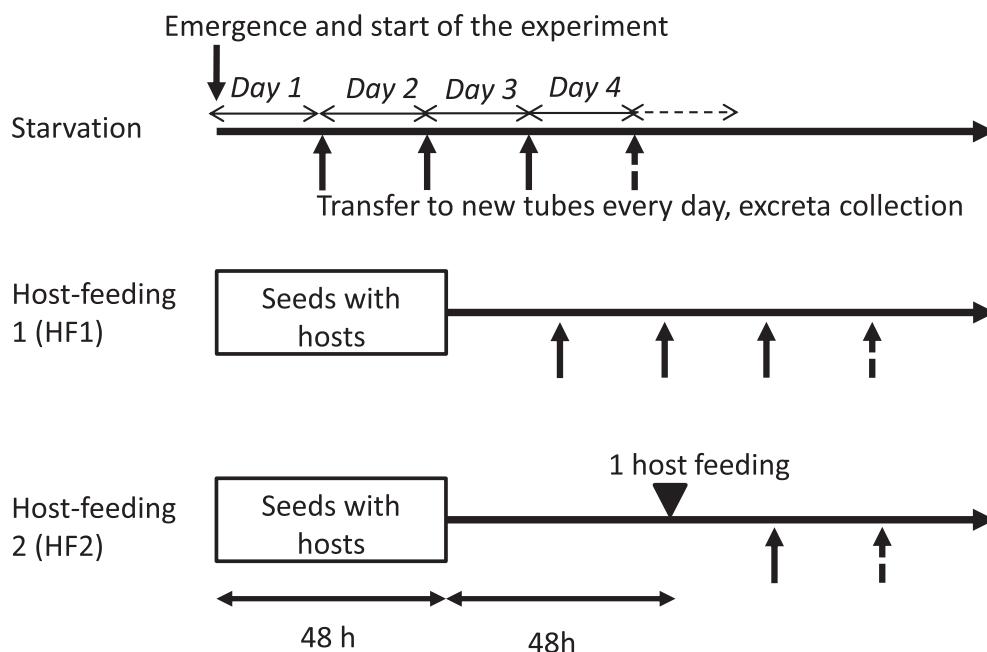 Emergence and start of the experiment
Day 1
Day 2
Day 3
Day 4
Starvation
Transfer to new tubes every day, excreta collection
Host-feeding
1 (HF1)
Seeds with
hosts
1 host feeding
Host-feeding
2 (HF2)
Seeds with
hosts
48 h
48h